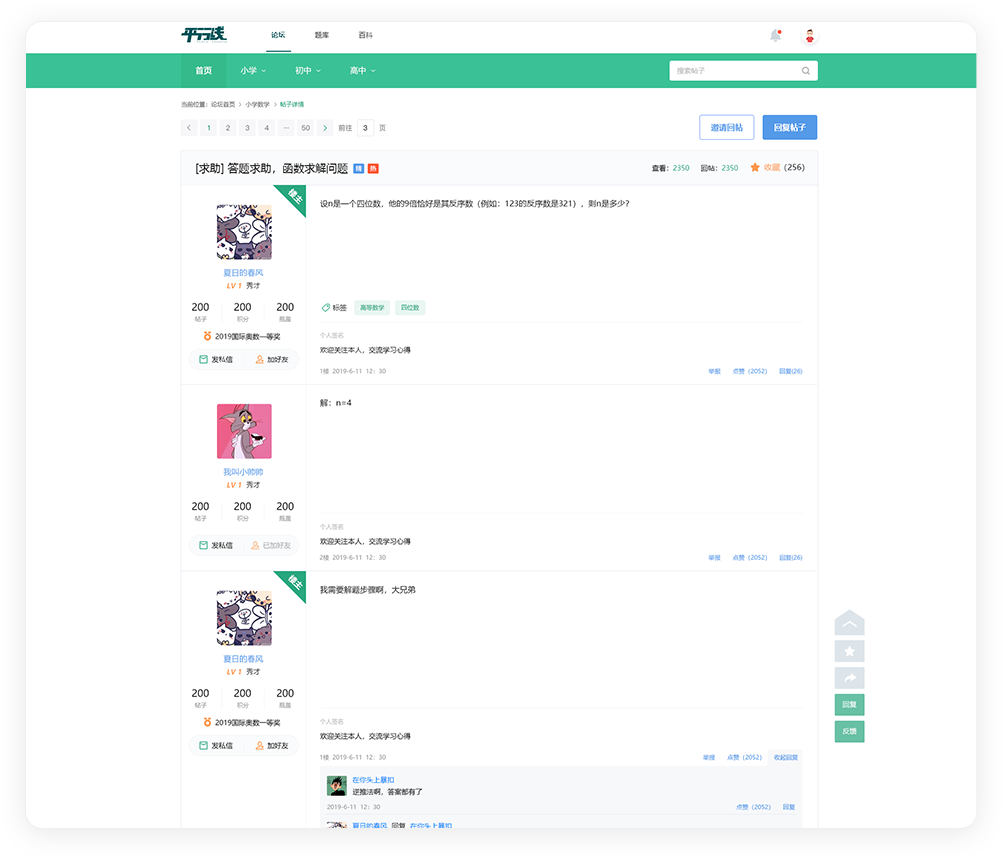 平行线
论坛 题库 百科
首页 小学 初中 高中 搜索帖子
当前位置: 论坛首页 > 小学数学 > 帖子详情
< 1 2 3 4 ··· 50 > 前往 3 页 邀请回帖 回复帖子
[求助] 答题求助，函数求解问题 精 热 查看: 2350 回帖: 2350 收藏 (256)
楼主
设n是一个四位数，他的9倍恰好是其反序数（例如：123的反序数是321），则n是多少?
夏日的春风
LV 1 秀才
200 200 200
帖子 积分 瓶盖
2019国际奥数一等奖
发私信 加好友
标签 高等数学 四位数
个人签名
欢迎关注本人，交流学习心得
1楼 2019-6-11 12：30 举报 点赞 (2052) 回复(26)
解：n=4
我叫小帅帅
LV 1 秀才
200 200 200
帖子 积分 瓶盖
发私信 已加好友
个人签名
欢迎关注本人，交流学习心得
2楼 2019-6-11 12：30 举报 点赞 (2052) 回复(26)
楼主
我需要解题步骤啊，大兄弟
夏日的春风
LV 1 秀才
200 200 200
帖子 积分 瓶盖
2019国际奥数一等奖
发私信 加好友
个人签名
欢迎关注本人，交流学习心得
1楼 2019-6-11 12：30 举报 点赞 (2052) 收起回复
在你头上暴扣
逆推法啊，答案都有了
2019-6-11 12：30 点赞 (2052) 回复
夏日的春风 回复 在你头上暴扣
回复
反馈